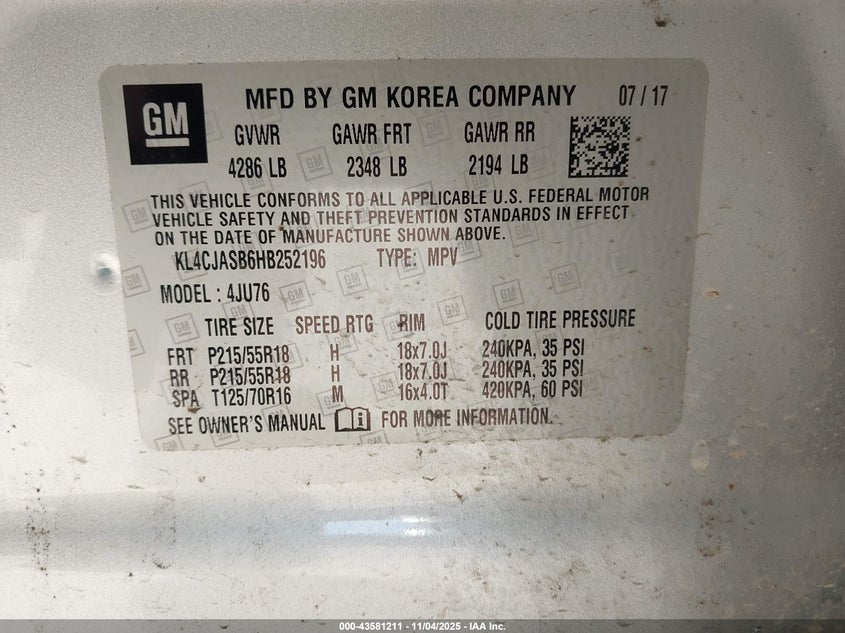 GM MFD BY GM KOREA COMPANY 07 / 17
GVWR GAWR FRT GAWR RR
4286 LB 2348 LB 2194 LB
THIS VEHICLE CONFORMS TO ALL APPLICABLE U.S. FEDERAL MOTOR
VEHICLE SAFETY AND THEFT PREVENTION STANDARDS IN EFFECT
ON THE DATE OF MANUFACTURE SHOWN ABOVE.
KL4CJASB6HB252196 TYPE: MPV
MODEL : 4JU76
TIRE SIZE SPEED RTG RIM COLD TIRE PRESSURE
FRT P215/55R18 H 18x7.0J 240KPA, 35 PSI
RR P215/55R18 H 18x7.0J 240KPA, 35 PSI
SPA T125/70R16 M 16x4.0T 420KPA, 60 PSI
SEE OWNER'S MANUAL i FOR MORE INFORMATION.
000-43581211 - 11/04/2025 - IAA Inc.